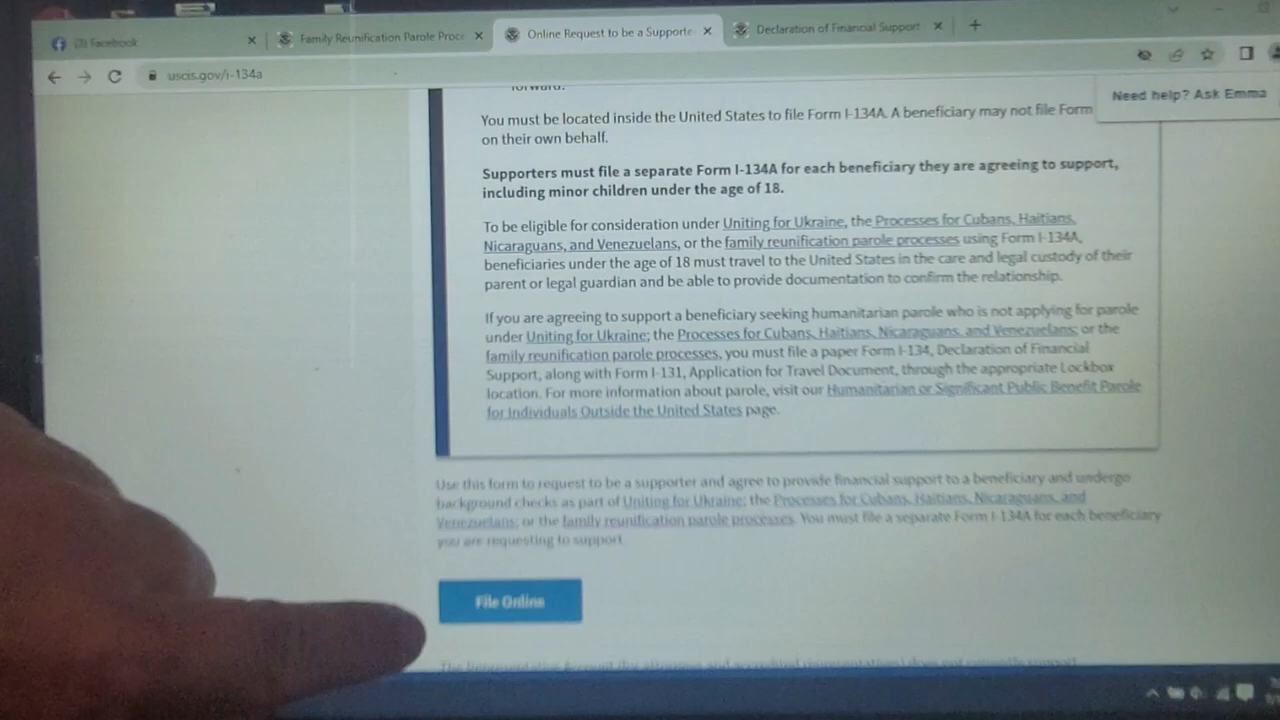 Facebook
Family Reunification Parole Proce
Online Request to be a Supporte
Declaration of Financial Support
uscis.gov/i-134a
Need help? Ask Emma
forward.
You must be located inside the United States to file Form I-134A. A beneficiary may not file Form
on their own behalf.
Supporters must file a separate Form I-134A for each beneficiary they are agreeing to support,
including minor children under the age of 18.
To be eligible for consideration under Uniting for Ukraine, the Processes for Cubans, Haitians,
Nicaraguans, and Venezuelans, or the family reunification parole processes using Form I-134A,
beneficiaries under the age of 18 must travel to the United States in the care and legal custody of their
parent or legal guardian and be able to provide documentation to confirm the relationship.
If you are agreeing to support a beneficiary seeking humanitarian parole who is not applying for parole
under Uniting for Ukraine; the Processes for Cubans, Haitians, Nicaraguans, and Venezuelans; or the
family reunification parole processes, you must file a paper Form I-134, Declaration of Financial
Support, along with Form I-131, Application for Travel Document, through the appropriate Lockbox
location. For more information about parole, visit our Humanitarian or Significant Public Benefit Parole
for Individuals Outside the United States page.
Use this form to request to be a supporter and agree to provide financial support to a beneficiary and undergo
background checks as part of Uniting for Ukraine; the Processes for Cubans, Haitians, Nicaraguans, and
Venezuelans; or the family reunification parole processes. You must file a separate Form I-134A for each beneficiary
you are requesting to support.
File Online